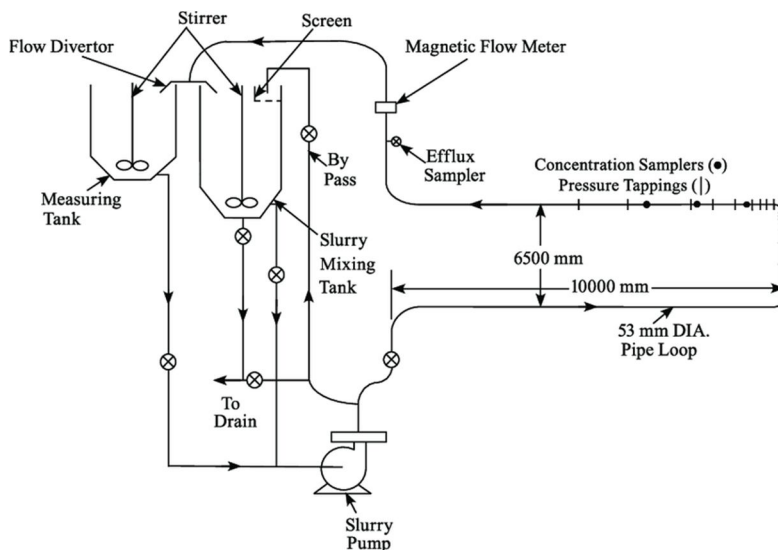 Stirrer
Screen
Flow Divertor
Magnetic Flow Meter
By
Pass
Efflux
Sampler
Concentration Samplers (●)
Pressure Tappings (|)
Measuring
Tank
Slurry
Mixing
Tank
6500 mm
10000 mm
53 mm DIA.
Pipe Loop
To
Drain
Slurry
Pump